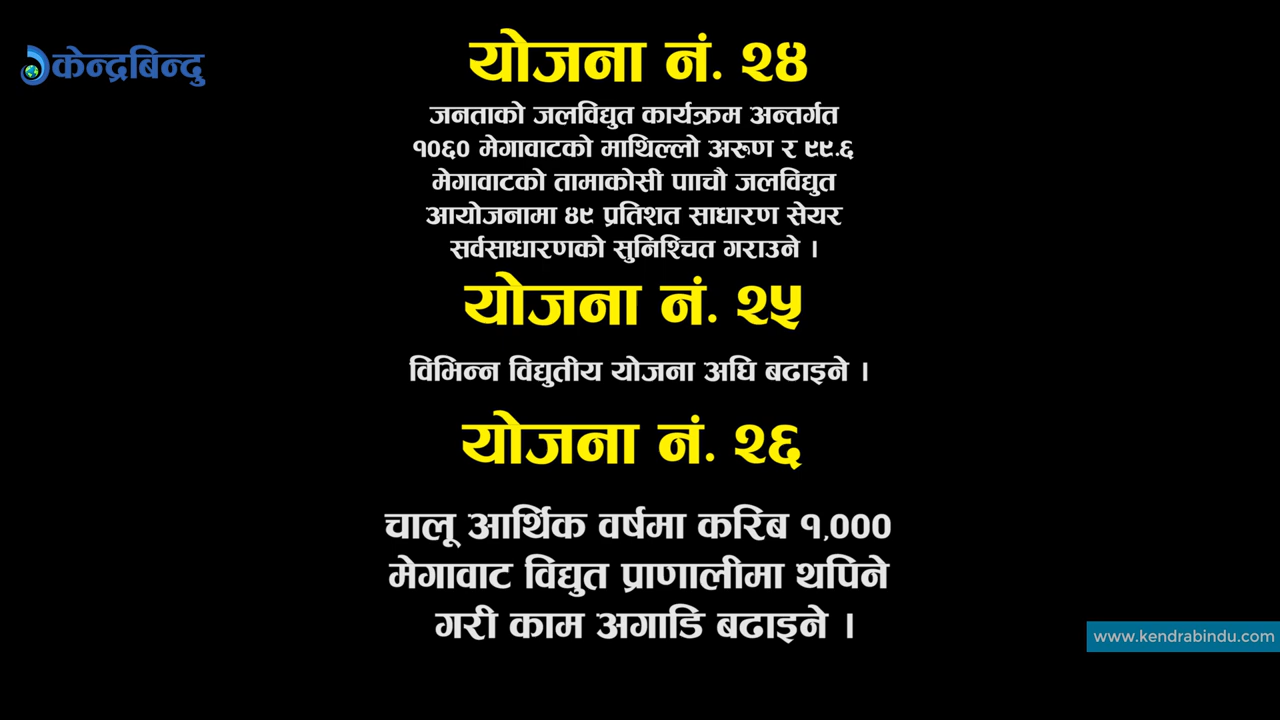 केन्द्रबिन्दु
योजना नं. २४
जनताको जलविद्युत कार्यक्रम अन्तर्गत
१०६० मेगावाटको माथिल्लो अरूण र ९९.६
मेगावाटको तामाकोसी पााचौ जलविद्युत
आयोजनामा ४९ प्रतिशत साधारण सेयर
सर्वसाधारणको सुनिश्चित गराउने ।
योजना नं. २५
विभिन्न विद्युतीय योजना अघि बढाइने ।
योजना नं. २६
चालू आर्थिक वर्षमा करिब १,०००
मेगावाट विद्युत प्राणालीमा थपिने
गरी काम अगाडि बढाइने ।
www.kendrabindu.com